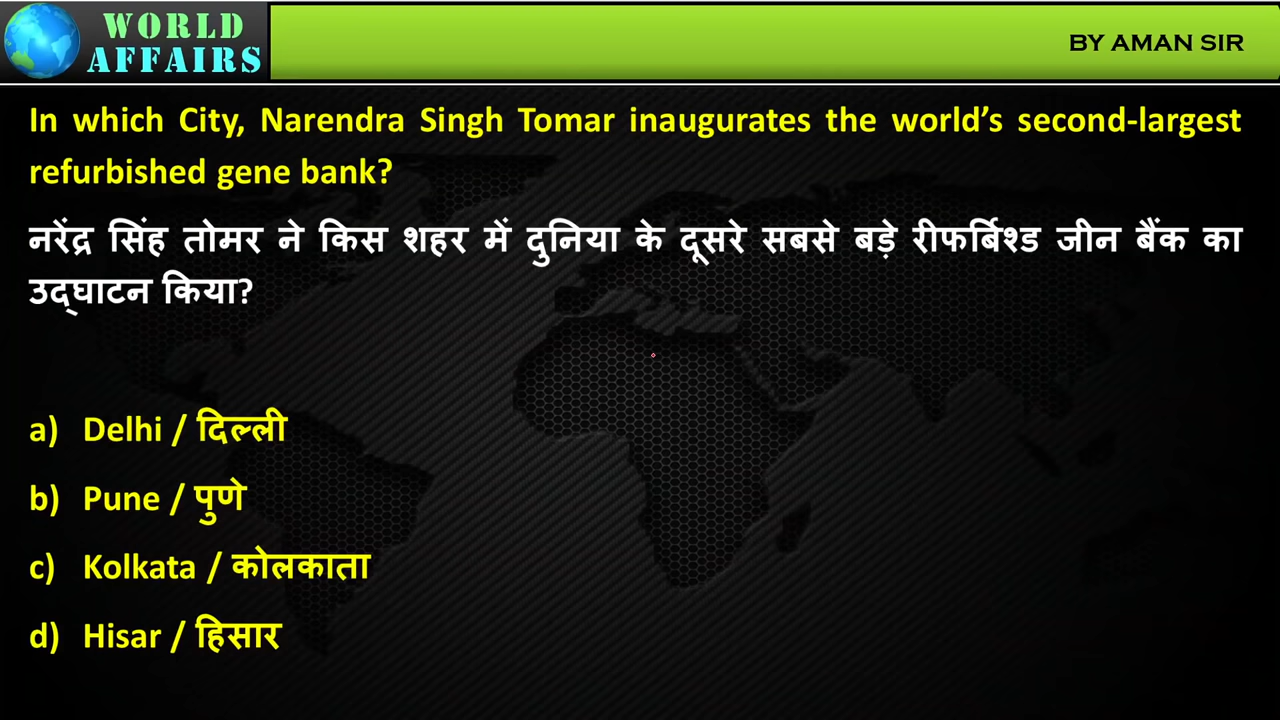 WORLD
AFFAIRS
BY AMAN SIR
In which City, Narendra Singh Tomar inaugurates the world’s second-largest
refurbished gene bank?
नरेंद्र सिंह तोमर ने किस शहर में दुनिया के दूसरे सबसे बड़े रीफर्बिश्ड जीन बैंक का
उद्घाटन किया?
a) Delhi / दिल्ली
b) Pune / पुणे
c) Kolkata / कोलकाता
d) Hisar / हिसार